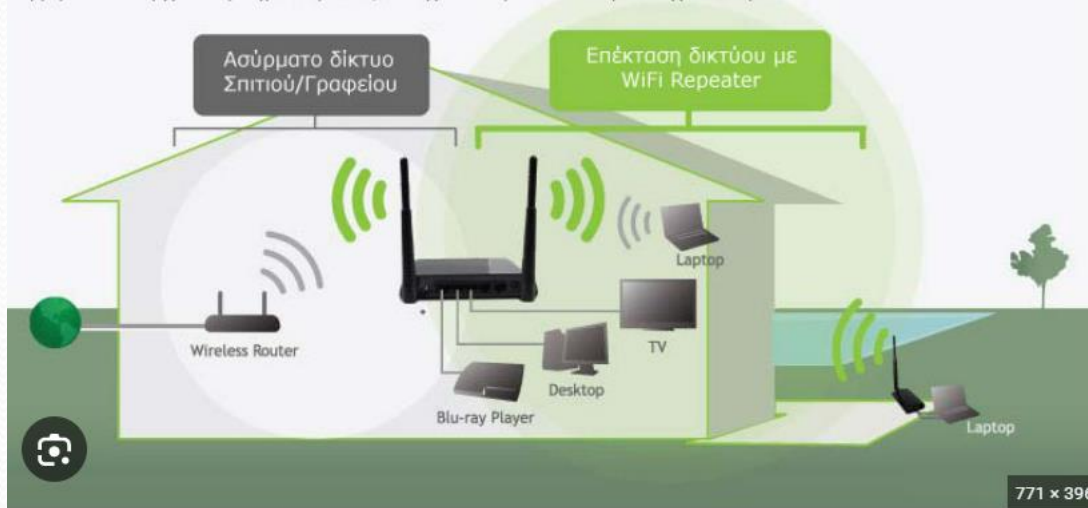 Ασύρματο δίκτυο
Σπιτιού/Γραφείου
Επέκταση δικτύου με
WiFi Repeater
Laptop
Wireless Router
TV
Desktop
Blu-ray Player
Laptop
771 × 396